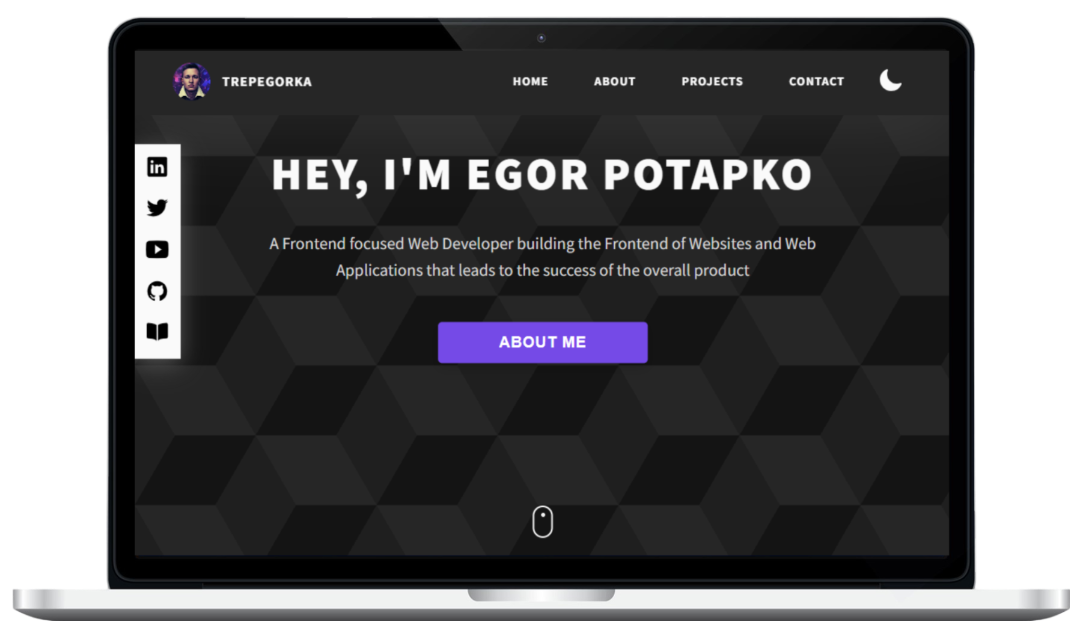 TREPEGORKA HOME ABOUT PROJECTS CONTACT
in
HEY, I'M EGOR POTAPKO
A Frontend focused Web Developer building the Frontend of Websites and Web
Applications that leads to the success of the overall product
ABOUT ME